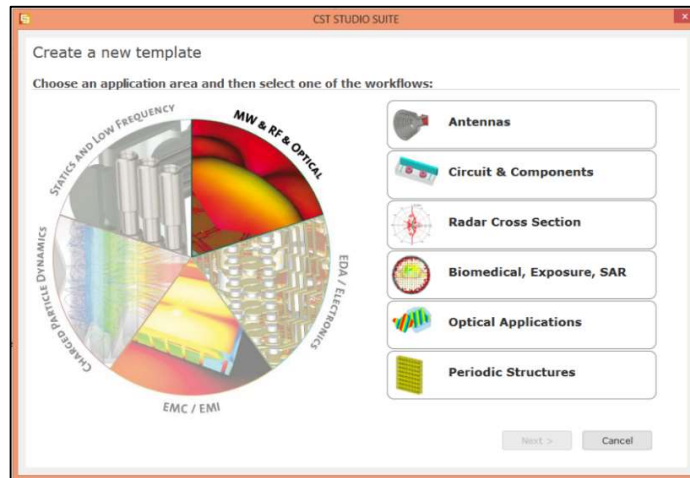 CST STUDIO SUITE
Create a new template
Choose an application area and then select one of the workflows:
STATICS AND LOW FREQUENCY
MW & RF & OPTICAL
EDA / ELECTRONICS
EMC / EMI
CHARGED PARTICLE DYNAMICS
Antennas
Circuit & Components
Radar Cross Section
Biomedical, Exposure, SAR
Optical Applications
Periodic Structures
Next >
Cancel